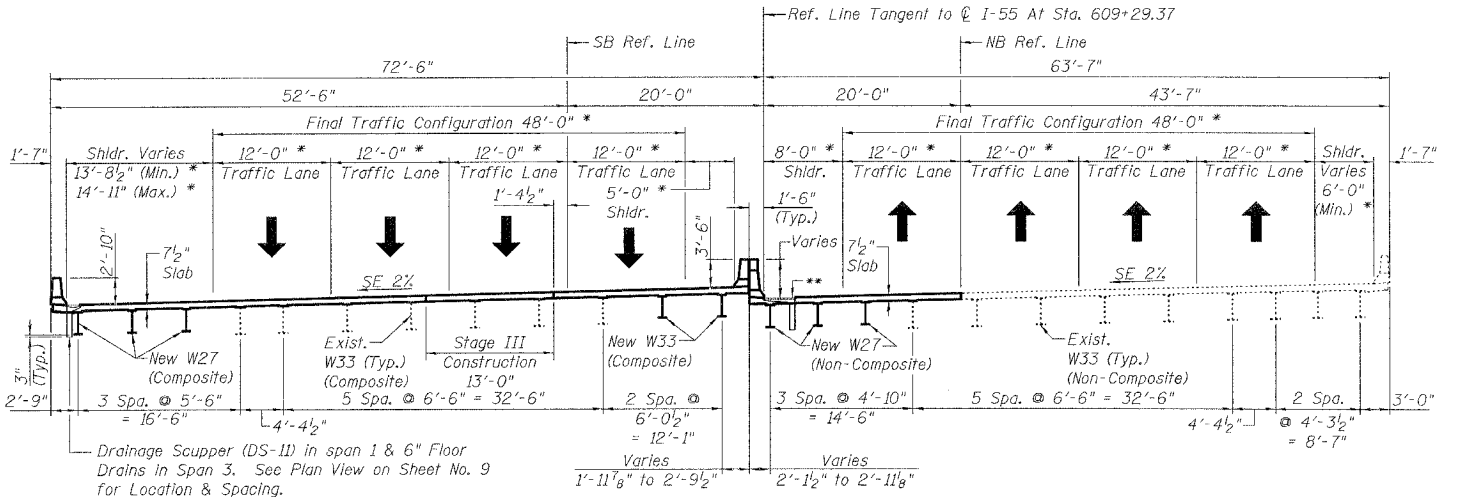 Ref. Line Tangent to ℄ I-55 At Sta. 609+29.37
SB Ref. Line
NB Ref. Line
72'-6"
63'-7"
52'-6"
20'-0"
20'-0"
43'-7"
Final Traffic Configuration 48'-0" *
Final Traffic Configuration 48'-0" *
1'-7"
Shldr. Varies
13'-8½" (Min.) *
14'-11" (Max.) *
12'-0" *
Traffic Lane
12'-0" *
Traffic Lane
12'-0" *
Traffic Lane
12'-0" *
Traffic Lane
1'-4½"
5'-0" *
Shldr.
8'-0" *
Shldr.
1'-6"
(Typ.)
12'-0" *
Traffic Lane
12'-0" *
Traffic Lane
12'-0" *
Traffic Lane
12'-0" *
Traffic Lane
Shldr.
Varies
6'-0"
(Min.) *
1'-7"
2'-10"
7½"
Slab
SE 2%
3'-6"
Varies
**
7½"
Slab
SE 2%
3"
(Typ.)
New W27
(Composite)
Exist.
W33 (Typ.)
(Composite)
Stage III
Construction
13'-0"
New W33
(Composite)
New W27
(Non-Composite)
Exist.
W33 (Typ.)
(Non-Composite)
2'-9"
3 Spa. @ 5'-6"
= 16'-6"
4'-4½"
5 Spa. @ 6'-6" = 32'-6"
2 Spa. @
6'-0½"
= 12'-1"
3 Spa. @ 4'-10"
= 14'-6"
5 Spa. @ 6'-6" = 32'-6"
4'-4½"
2 Spa.
@ 4'-3½"
= 8'-7"
3'-0"
Drainage Scupper (DS-11) in span 1 & 6" Floor
Drains in Span 3. See Plan View on Sheet No. 9
for Location & Spacing.
Varies
1'-11⅞" to 2'-9½"
Varies
2'-1½" to 2'-11⅛"